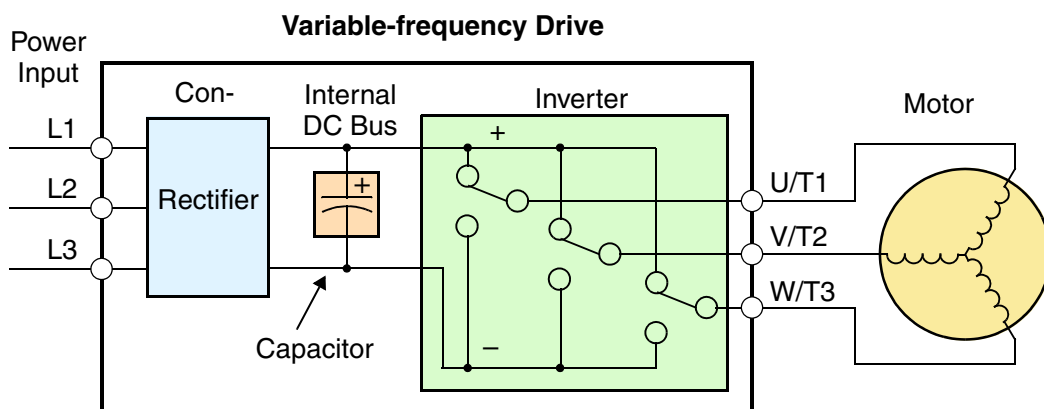 Variable-frequency Drive
Power
Input
Con-
Internal
DC Bus
Inverter
Motor
L1
L2
L3
Rectifier
+
+
–
U/T1
V/T2
W/T3
Capacitor